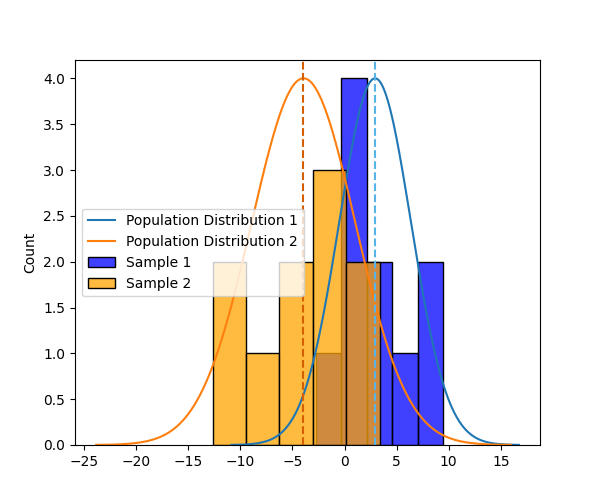 4.0
3.5
3.0
2.5
2.0
1.5
1.0
0.5
0.0
Count
Population Distribution 1
Population Distribution 2
Sample 1
Sample 2
−25 −20 −15 −10 −5 0 5 10 15